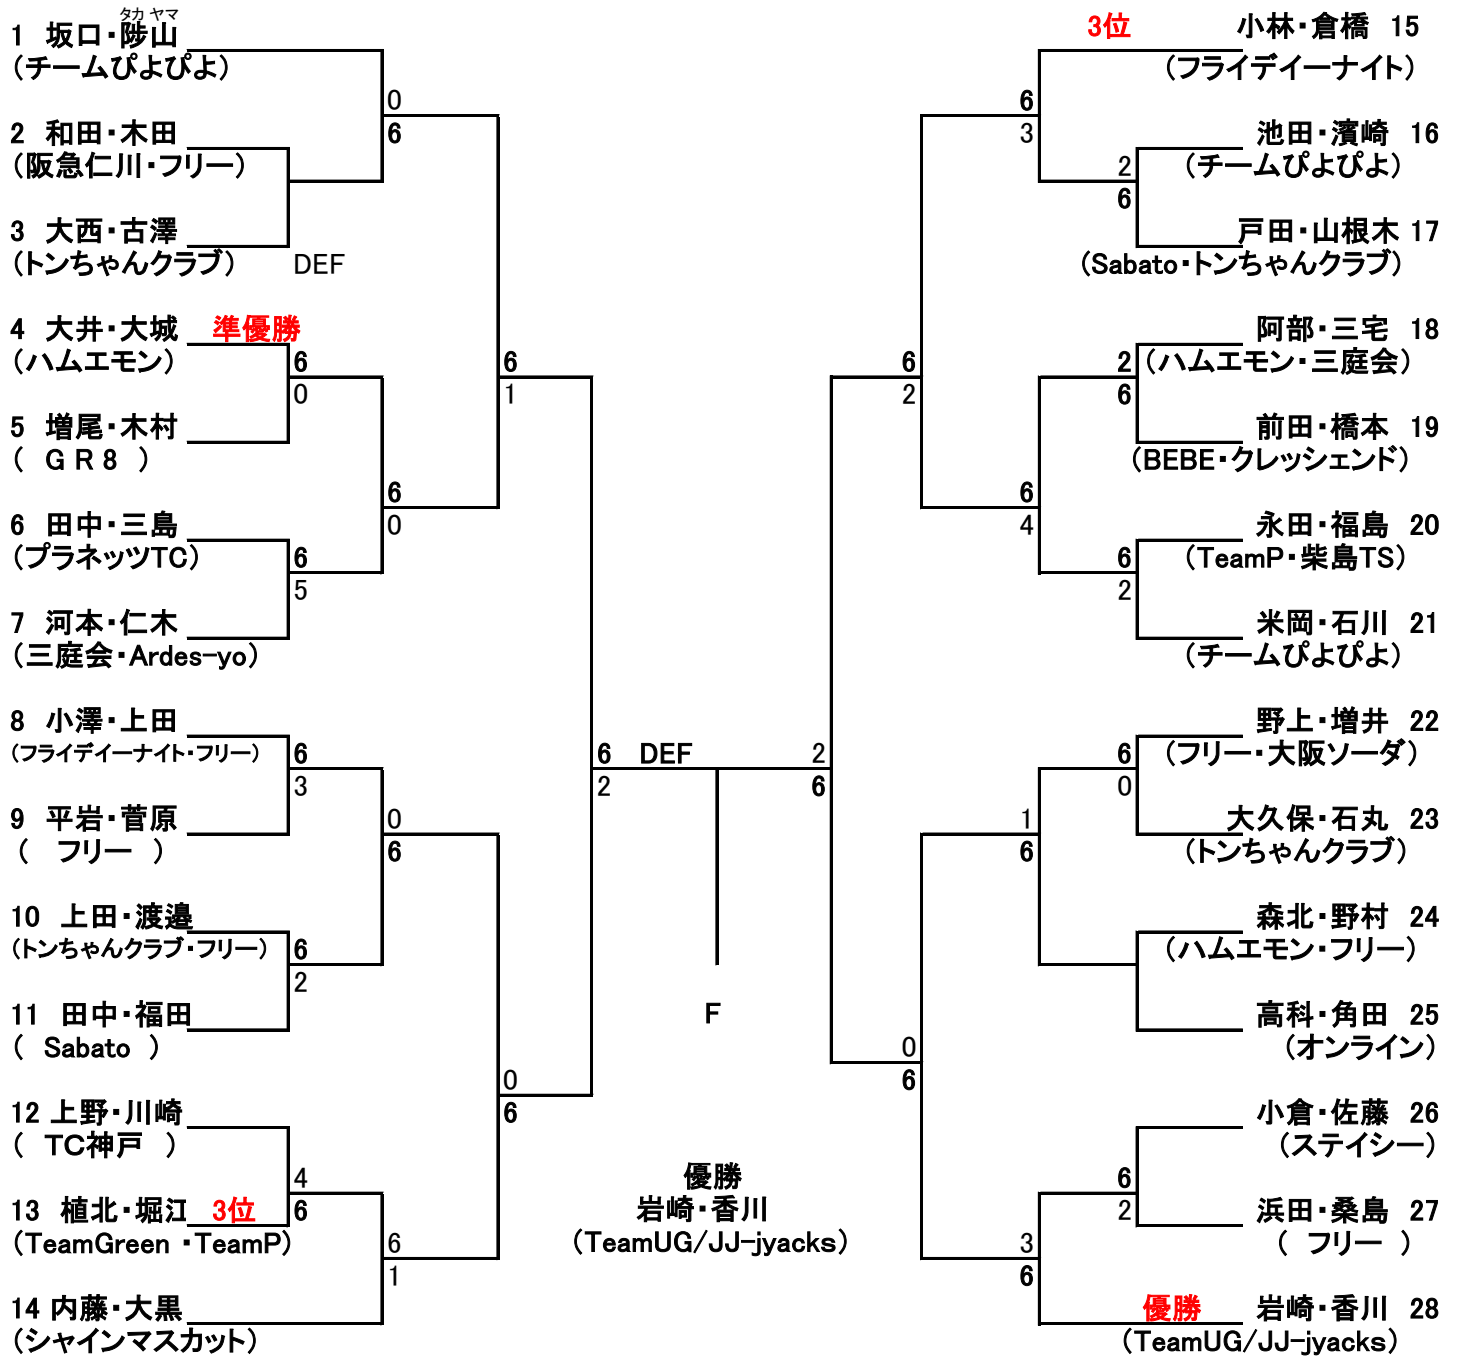 タカ ヤマ
1 坂口・陟山
（チームぴよぴよ）
0
6
2 和田・木田
（阪急仁川・フリー）
3 大西・古澤
（トンちゃんクラブ）
DEF
4 大井・大城
準優勝
（ハムエモン）
6
0
6
1
5 増尾・木村
（ ＧＲ８ ）
6
0
6 田中・三島
（プラネッツTC）
6
5
7 河本・仁木
（三庭会・Ardes-yo）
8 小澤・上田
（フライデイーナイト・フリー）
6
3
6
2
DEF
9 平岩・菅原
（ フリー ）
0
6
10 上田・渡邉
（トンちゃんクラブ・フリー）
6
2
11 田中・福田
（ Sabato ）
0
6
12 上野・川崎
（ TC神戸 ）
4
6
13 植北・堀江
3位
（TeamGreen ・TeamP）
6
1
14 内藤・大黒
（シャインマスカット）
F
優勝
岩崎・香川
（TeamUG/JJ-jyacks）
3位
小林・倉橋 15
（フライデイーナイト）
6
3
池田・濱崎 16
2
（チームぴよぴよ）
6
戸田・山根木 17
（Sabato・トンちゃんクラブ）
阿部・三宅 18
6
2
2
（ハムエモン・三庭会）
6
前田・橋本 19
（BEBE・クレッシェンド）
6
4
永田・福島 20
6
（TeamP・柴島TS）
2
米岡・石川 21
（チームぴよぴよ）
野上・増井 22
2
6
6
（フリー・大阪ソーダ）
0
大久保・石丸 23
1
6
（トンちゃんクラブ）
森北・野村 24
（ハムエモン・フリー）
高科・角田 25
（オンライン）
0
6
小倉・佐藤 26
（ステイシー）
6
2
浜田・桑島 27
（ フリー ）
3
6
優勝
岩崎・香川 28
（TeamUG/JJ-jyacks）